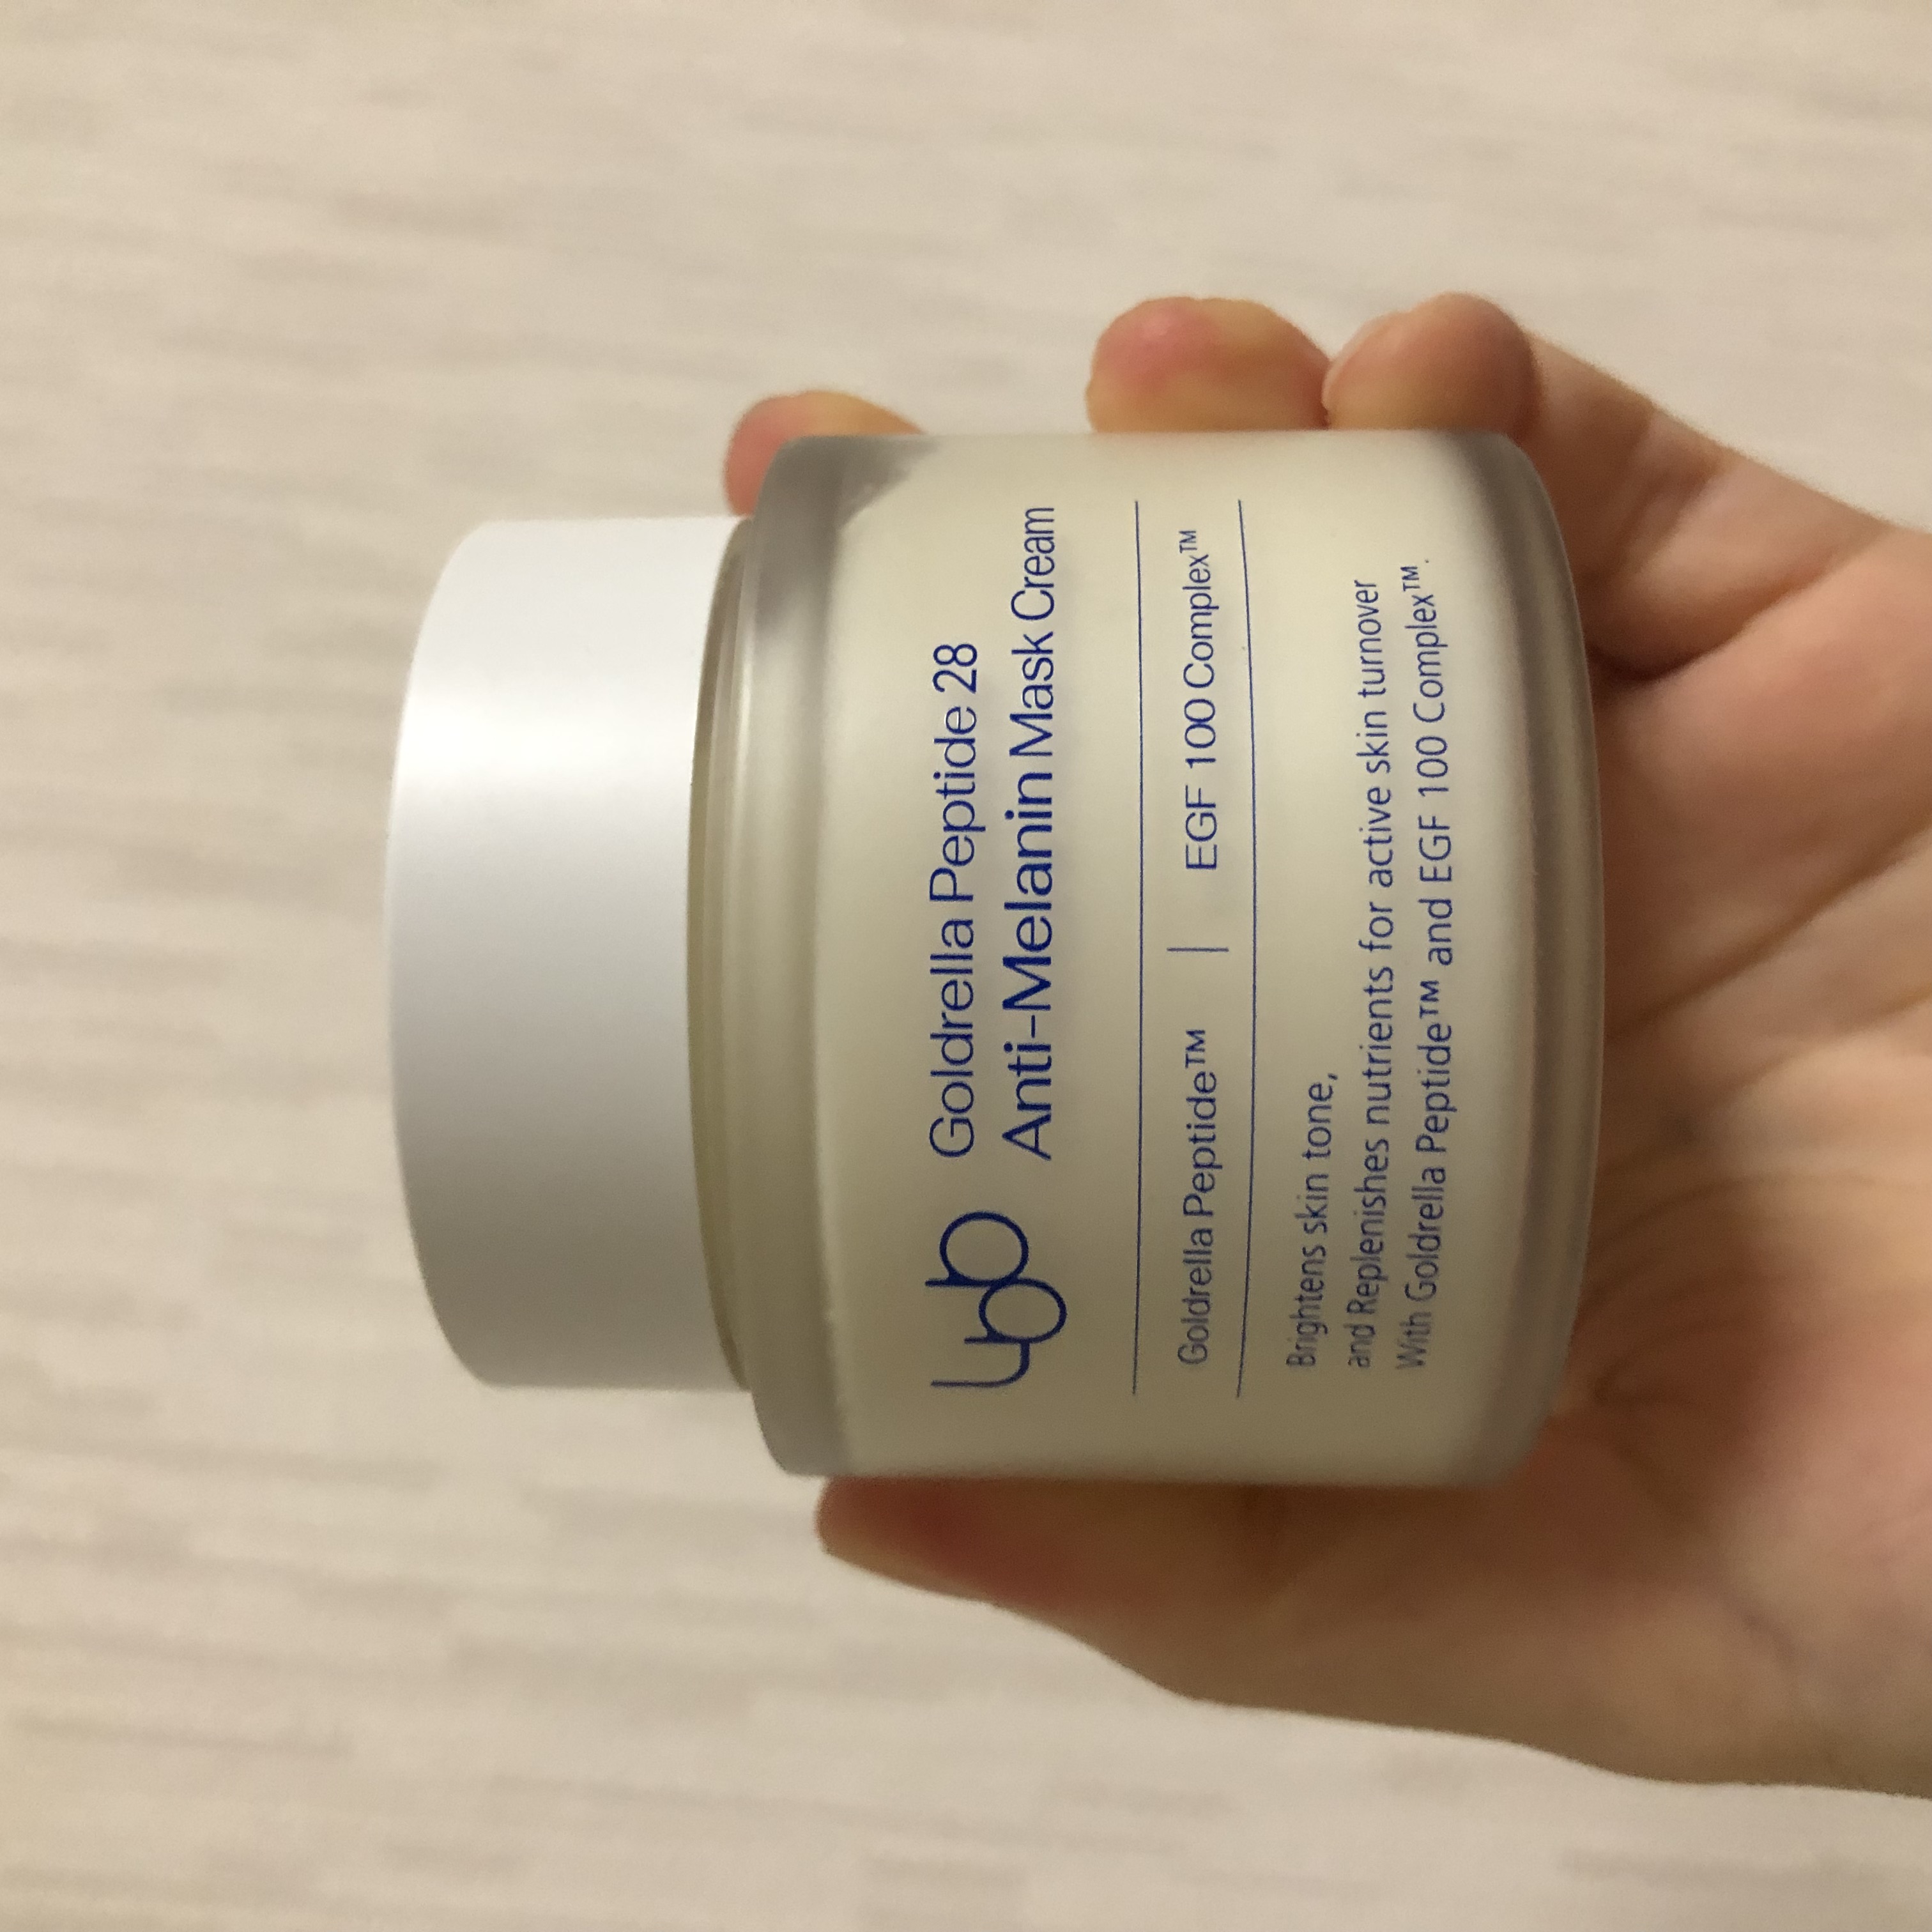 Goldrella Peptide 28
Anti-Melanin Mask Cream
Goldrella Peptide™ | EGF 100 Complex™
Brightens skin tone,
and Replenishes nutrients for active skin turnover
With Goldrella Peptide™ and EGF 100 Complex™.